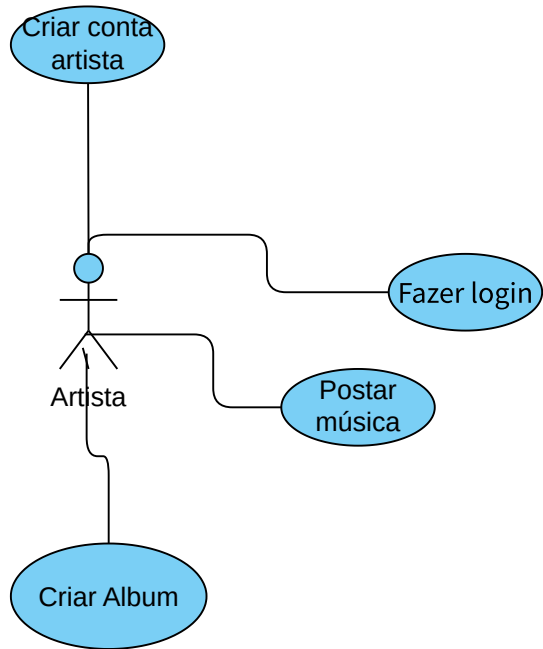 Criar conta
artista
Fazer login
Postar
música
Artista
Criar Album